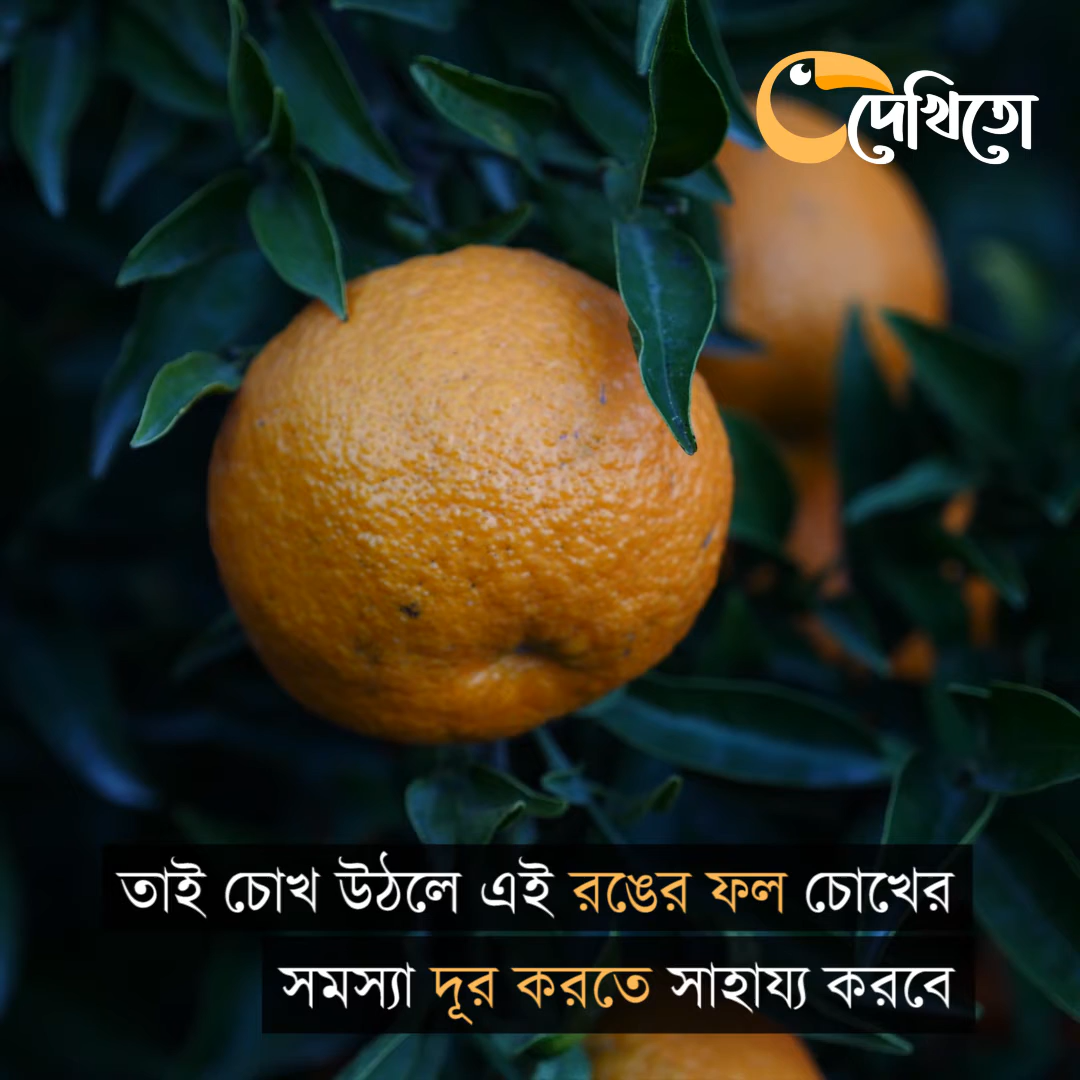 দেখিতো
তাই চোখ উঠলে এই রঙের ফল চোখের
সমস্যা দূর করতে সাহায্য করবে